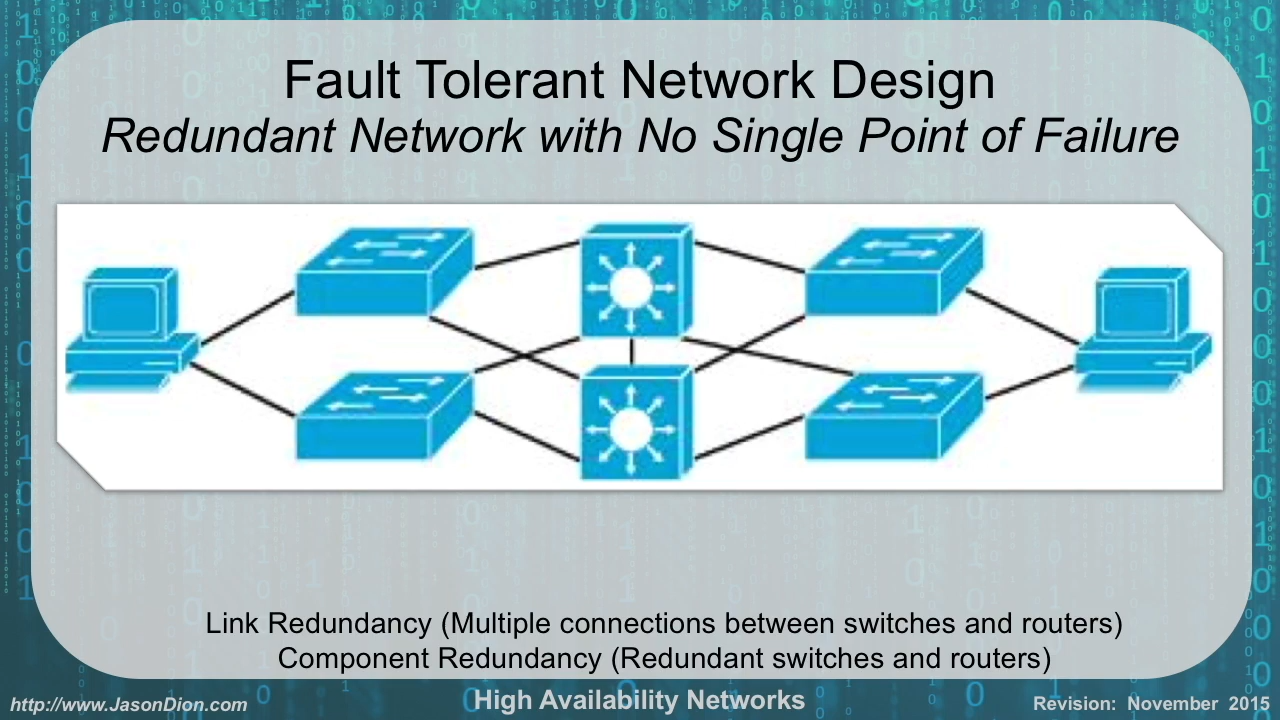 Fault Tolerant Network Design
Redundant Network with No Single Point of Failure
Link Redundancy (Multiple connections between switches and routers)
Component Redundancy (Redundant switches and routers)
http://www.JasonDion.com
High Availability Networks
Revision: November 2015